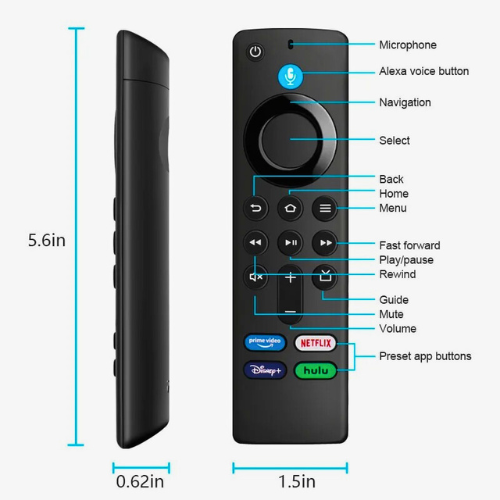 Microphone
Alexa voice button
Navigation
Select
Back
Home
Menu
5.6in
Fast forward
Play/pause
Rewind
Guide
Mute
Volume
prime video
NETFLIX
Preset app buttons
Disney+
hulu
0.62in
1.5in